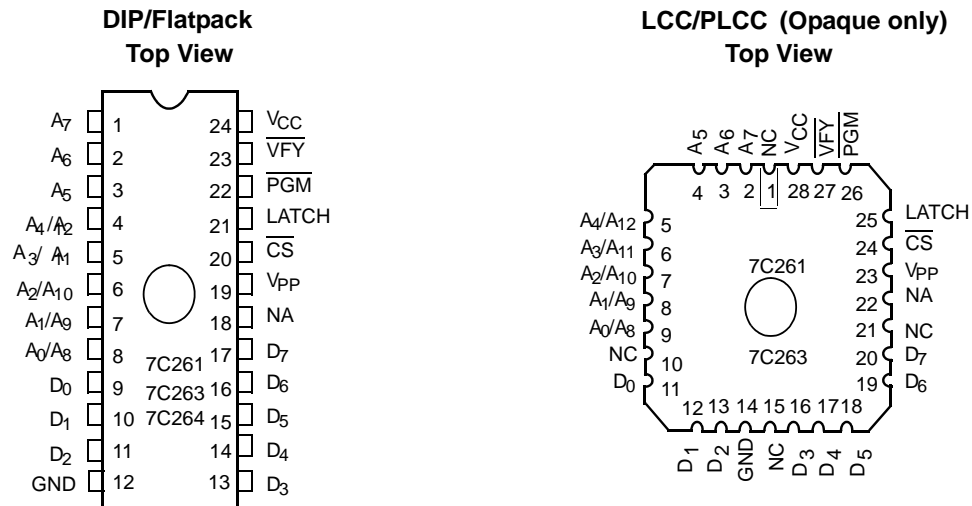 DIP/Flatpack
Top View
A7 1
A6 2
A5 3
A4/A12 4
A3/ A1 5
A2/A10 6
A1/A9 7
A0/A8 8
D0 9
D1 10
D2 11
GND 12
24 VCC
23 VFY
22 PGM
21 LATCH
20 CS
19 VPP
18 NA
17 D7
16 D6
15 D5
14 D4
13 D3
7C261
7C263
7C264
LCC/PLCC (Opaque only)
Top View
A5 A6 A7 NC VCC VFY PGM
4 3 2 1 28 27 26
A4/A12 5
A3/A11 6
A2/A10 7
A1/A9 8
A0/A8 9
NC 10
D0 11
25 LATCH
24 CS
23 VPP
22 NA
21 NC
20 D7
19 D6
7C261
7C263
12 13 14 15 16 17 18
D1 D2 GND NC D3 D4 D5